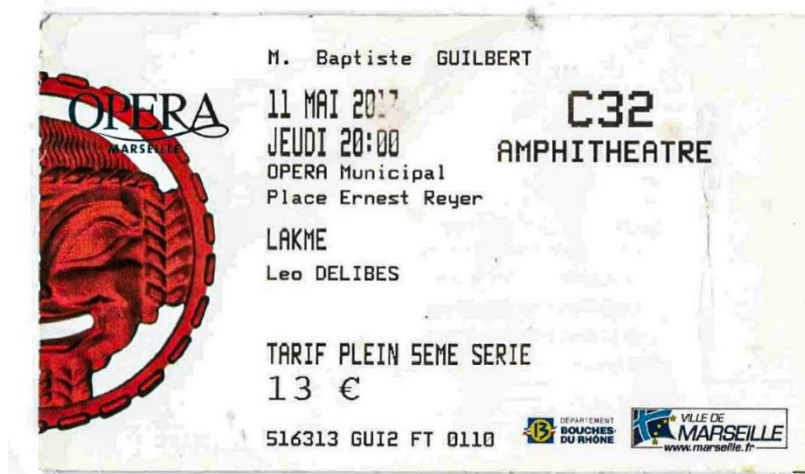 M. Baptiste GUILBERT
11 MAI 2017
JEUDI 20:00
OPERA Municipal
Place Ernest Reyer
LAKME
Leo DELIBES
TARIF PLEIN 5EME SERIE
13 €
516313 GUI2 FT 0110
C32
AMPHITHEATRE
OPERA
MARSEILLE
13
DÉPARTEMENT
BOUCHES
DU RHÔNE
VILLE DE
MARSEILLE
www.marseille.fr